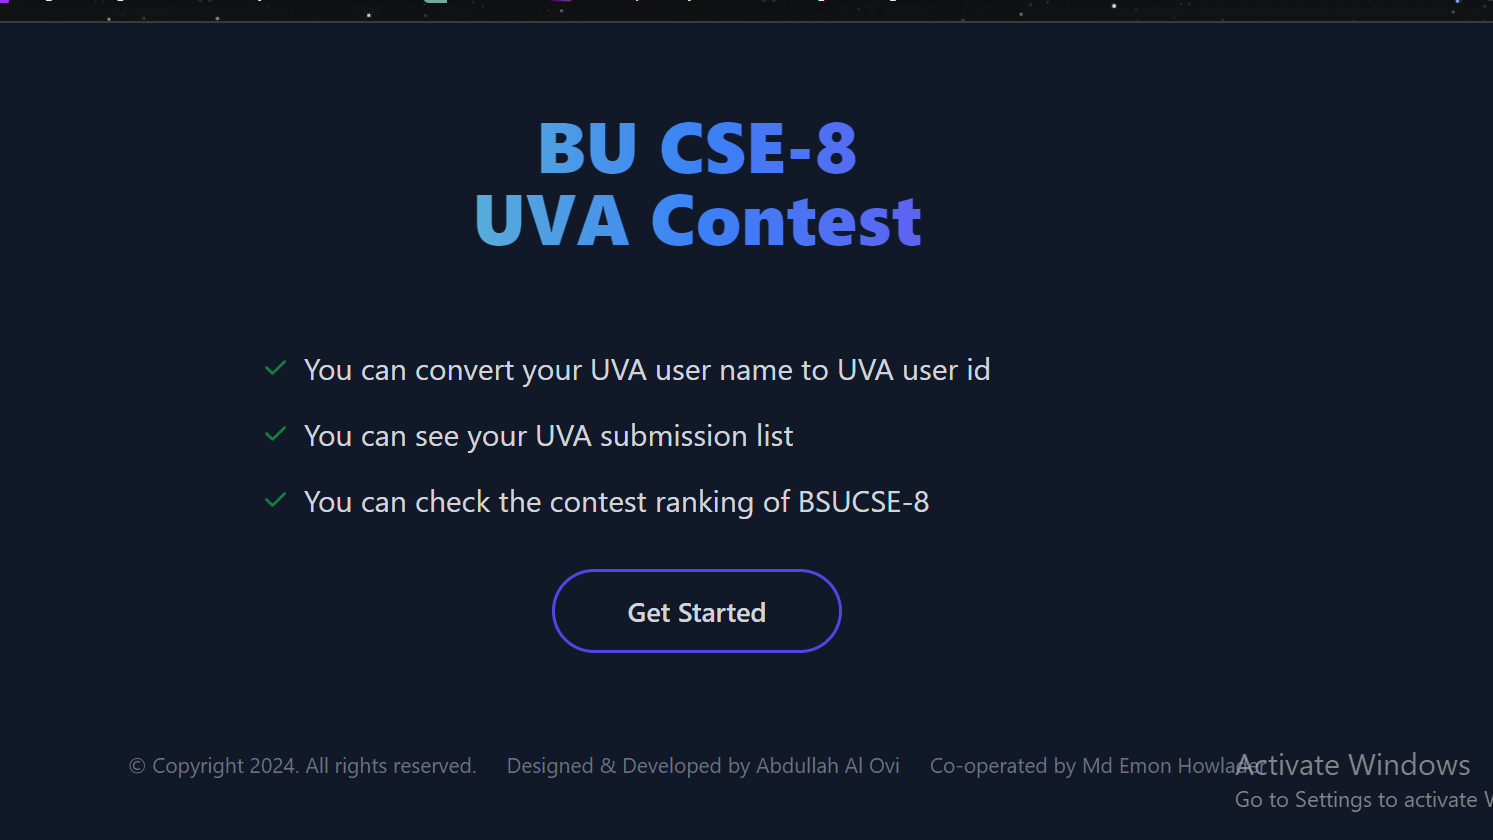 BU CSE-8
UVA Contest
You can convert your UVA user name to UVA user id
You can see your UVA submission list
You can check the contest ranking of BSUCSE-8
Get Started
© Copyright 2024. All rights reserved. Designed & Developed by Abdullah Al Ovi Co-operated by Md Emon Howlader
Activate Windows
Go to Settings to activate